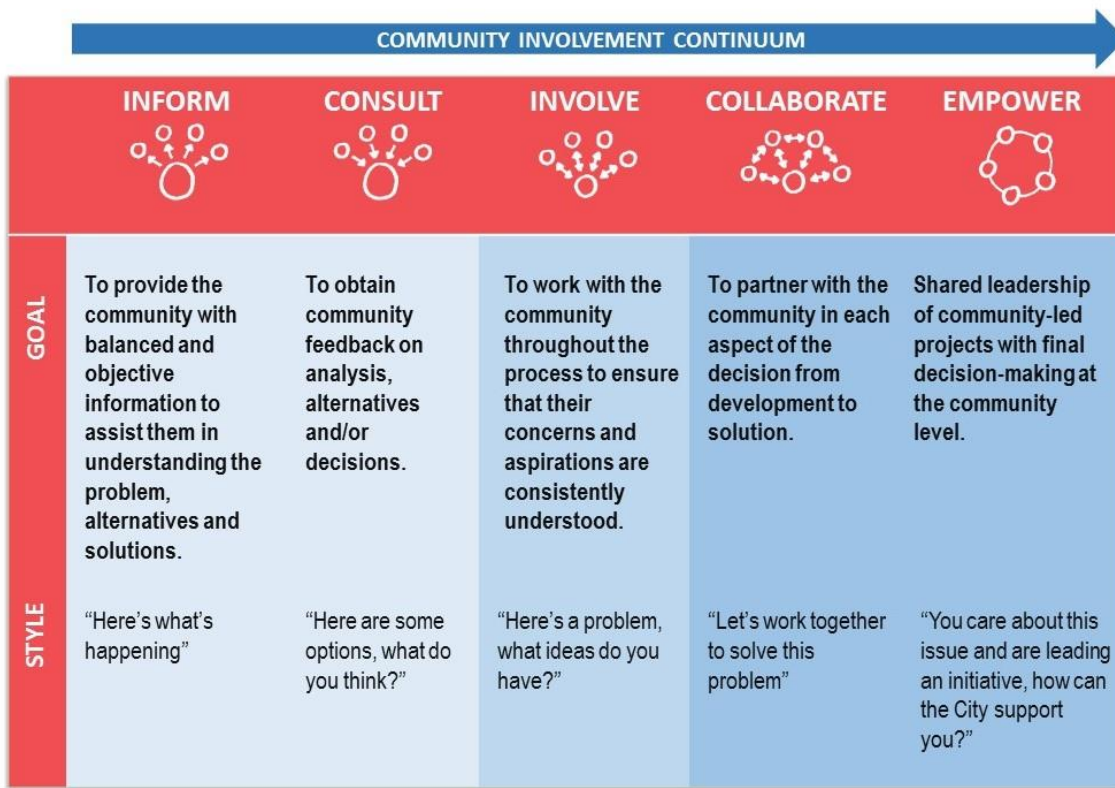 COMMUNITY INVOLVEMENT CONTINUUM
INFORM
CONSULT
INVOLVE
COLLABORATE
EMPOWER
GOAL
To provide the
community with
balanced and
objective
information to
assist them in
understanding the
problem,
alternatives and
solutions.
To obtain
community
feedback on
analysis,
alternatives
and/or
decisions.
To work with the
community
throughout the
process to ensure
that their
concerns and
aspirations are
consistently
understood.
To partner with the
community in each
aspect of the
decision from
development to
solution.
Shared leadership
of community-led
projects with final
decision-making at
the community
level.
STYLE
“Here’s what’s
happening”
“Here are some
options, what do
you think?”
“Here’s a problem,
what ideas do you
have?”
“Let’s work together
to solve this
problem”
“You care about this
issue and are leading
an initiative, how can
the City support
you?”